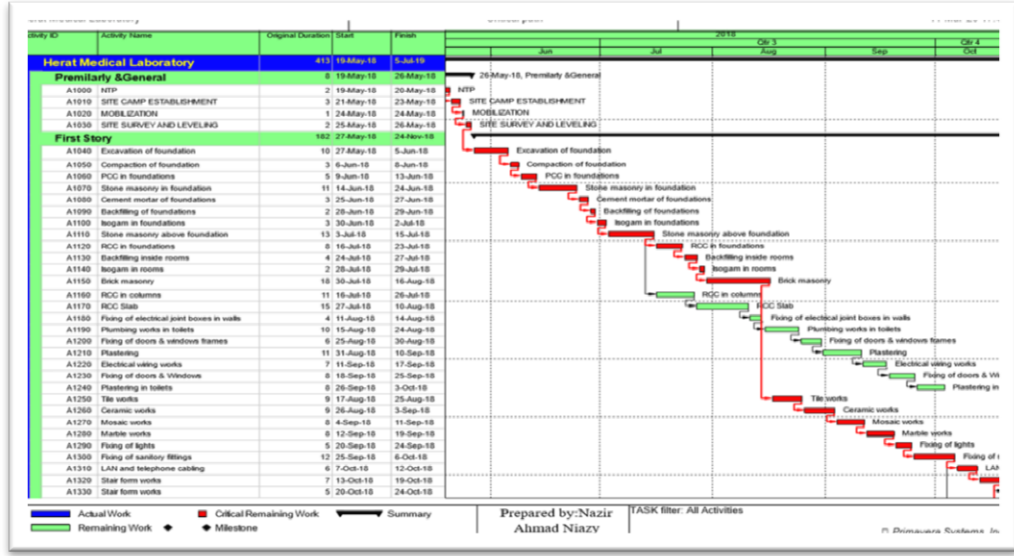 Activity ID Activity Name Original Duration Start Finish 2018
Qtr 3 Qtr 4
Jun Jul Aug Sep Oct
Herat Medical Laboratory 413 19-May-18 5-Jul-19
Premilarly &General 8 19-May-18 26-May-18 26-May-18, Premilarly &General
A1000 NTP 2 19-May-18 20-May-18 NTP
A1010 SITE CAMP ESTABLISHMENT 3 21-May-18 23-May-18 SITE CAMP ESTABLISHMENT
A1020 MOBILIZATION 1 24-May-18 24-May-18 MOBILIZATION
A1030 SITE SURVEY AND LEVELING 2 25-May-18 26-May-18 SITE SURVEY AND LEVELING
First Story 182 27-May-18 24-Nov-18
A1040 Excavation of foundation 10 27-May-18 5-Jun-18 Excavation of foundation
A1050 Compaction of foundation 3 6-Jun-18 8-Jun-18 Compaction of foundation
A1060 PCC in foundations 5 9-Jun-18 13-Jun-18 PCC in foundations
A1070 Stone masonry in foundation 11 14-Jun-18 24-Jun-18 Stone masonry in foundation
A1080 Cement mortar of foundation 3 25-Jun-18 27-Jun-18 Cement mortar of foundations
A1090 Backfilling of foundations 2 28-Jun-18 29-Jun-18 Backfilling of foundations
A1100 Isogam in foundations 3 30-Jun-18 2-Jul-18 Isogam in foundations
A1110 Stone masonry above foundation 13 3-Jul-18 15-Jul-18 Stone masonry above foundation
A1120 RCC in foundations 8 16-Jul-18 23-Jul-18 RCC in foundations
A1130 Backfilling inside rooms 4 24-Jul-18 27-Jul-18 Backfilling inside rooms
A1140 Isogam in rooms 2 28-Jul-18 29-Jul-18 Isogam in rooms
A1150 Brick masonry 18 30-Jul-18 16-Aug-18 Brick masonry
A1160 RCC in columns 11 16-Jul-18 26-Jul-18 RCC in columns
A1170 RCC Slab 15 27-Jul-18 10-Aug-18 RCC Slab
A1180 Fixing of electrical joint boxes in walls 4 11-Aug-18 14-Aug-18 Fixing of electrical joint boxes in walls
A1190 Plumbing works in toilets 10 15-Aug-18 24-Aug-18 Plumbing works in toilets
A1200 Fixing of doors & windows frames 6 25-Aug-18 30-Aug-18 Fixing of doors & windows frames
A1210 Plastering 11 31-Aug-18 10-Sep-18 Plastering
A1220 Electrical wiring works 7 11-Sep-18 17-Sep-18 Electrical wiring works
A1230 Fixing of doors & Windows 8 18-Sep-18 25-Sep-18 Fixing of doors & Wi
A1240 Plastering in toilets 8 26-Sep-18 3-Oct-18 Plastering in
A1250 Tile works 9 17-Aug-18 25-Aug-18 Tile works
A1260 Ceramic works 9 26-Aug-18 3-Sep-18 Ceramic works
A1270 Mosaic works 8 4-Sep-18 11-Sep-18 Mosaic works
A1280 Marble works 8 12-Sep-18 19-Sep-18 Marble works
A1290 Fixing of lights 5 20-Sep-18 24-Sep-18 Fixing of lights
A1300 Fixing of sanitory fittings 12 25-Sep-18 6-Oct-18 Fixing of
A1310 LAN and telephone cabling 6 7-Oct-18 12-Oct-18 LAN
A1320 Stair form works 7 13-Oct-18 19-Oct-18
A1330 Stair form works 5 20-Oct-18 24-Oct-18
Actual Work Critical Remaining Work Summary
Remaining Work Milestone
Prepared by:Nazir
Ahmad Niazy
TASK filter: All Activities
© Primavera Systems, Inc